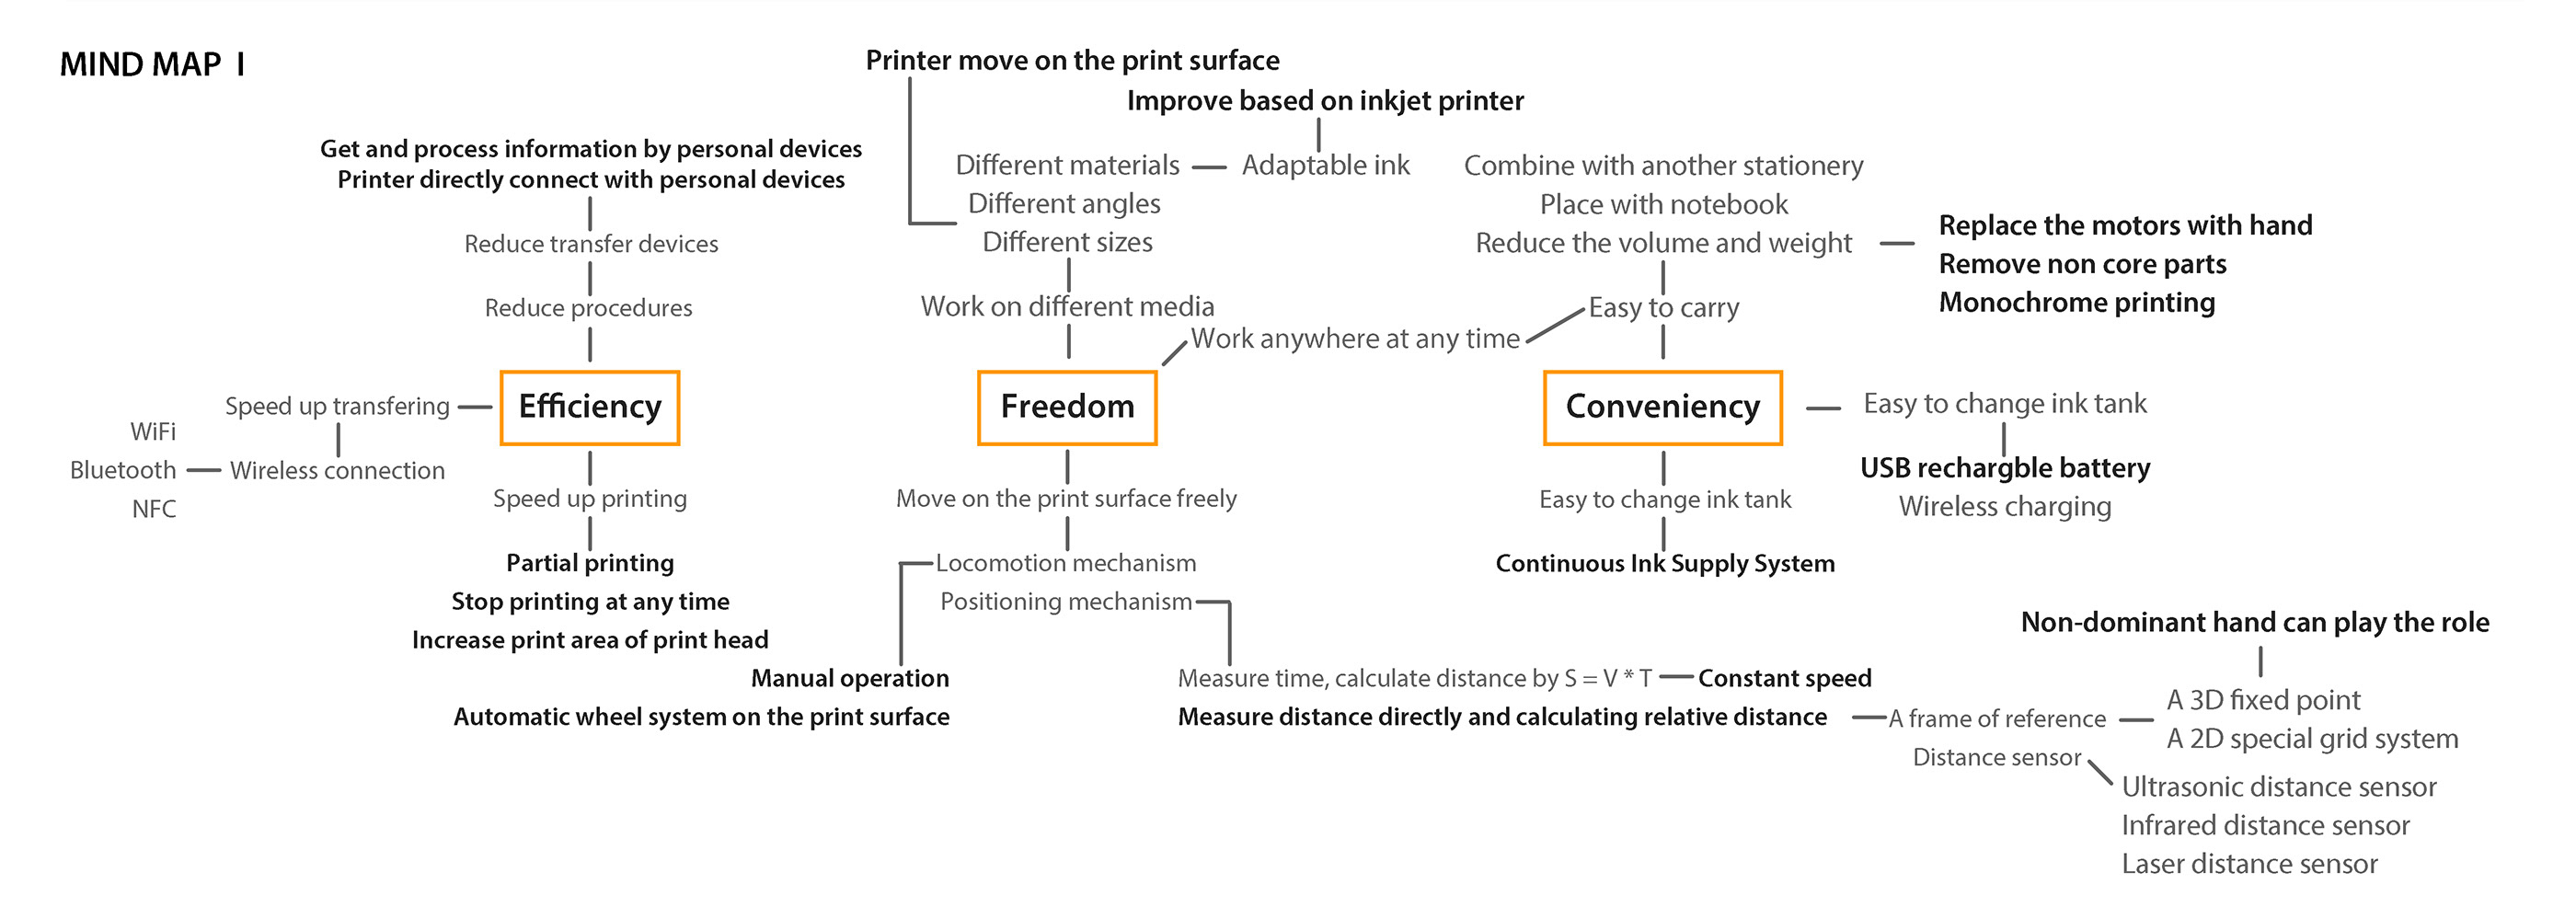 MIND MAP I
Printer move on the print surface
Improve based on inkjet printer
Get and process information by personal devices
Printer directly connect with personal devices
Reduce transfer devices
Reduce procedures
Efficiency
Speed up transfering
Wireless connection
WiFi
Bluetooth
NFC
Speed up printing
Partial printing
Stop printing at any time
Increase print area of print head
Different materials
Adaptable ink
Different angles
Different sizes
Work on different media
Work anywhere at any time
Freedom
Move on the print surface freely
Locomotion mechanism
Positioning mechanism
Manual operation
Automatic wheel system on the print surface
Measure time, calculate distance by S = V * T
Constant speed
Measure distance directly and calculating relative distance
A frame of reference
Distance sensor
Non-dominant hand can play the role
A 3D fixed point
A 2D special grid system
Ultrasonic distance sensor
Infrared distance sensor
Laser distance sensor
Combine with another stationery
Place with notebook
Reduce the volume and weight
Replace the motors with hand
Remove non core parts
Monochrome printing
Easy to carry
Conveniency
Easy to change ink tank
USB rechargble battery
Wireless charging
Easy to change ink tank
Continuous Ink Supply System